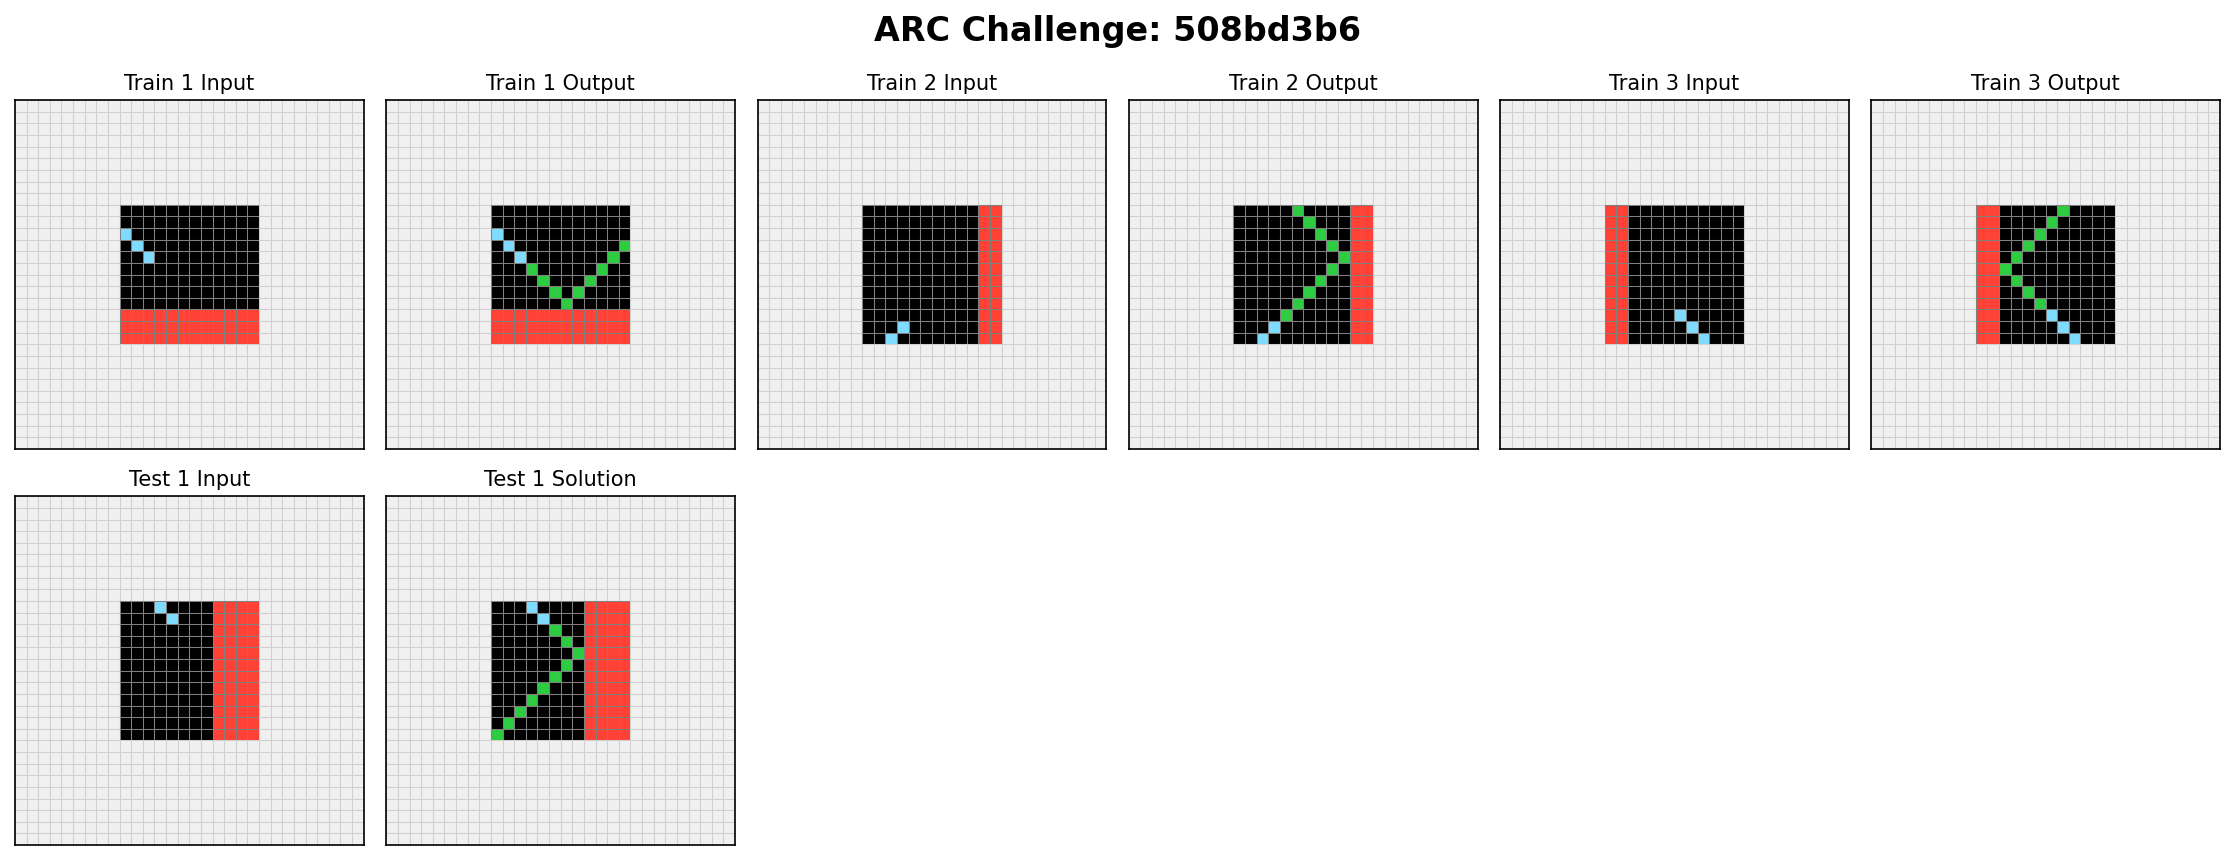 ARC Challenge: 508bd3b6
Train 1 Input
Train 1 Output
Train 2 Input
Train 2 Output
Train 3 Input
Train 3 Output
Test 1 Input
Test 1 Solution